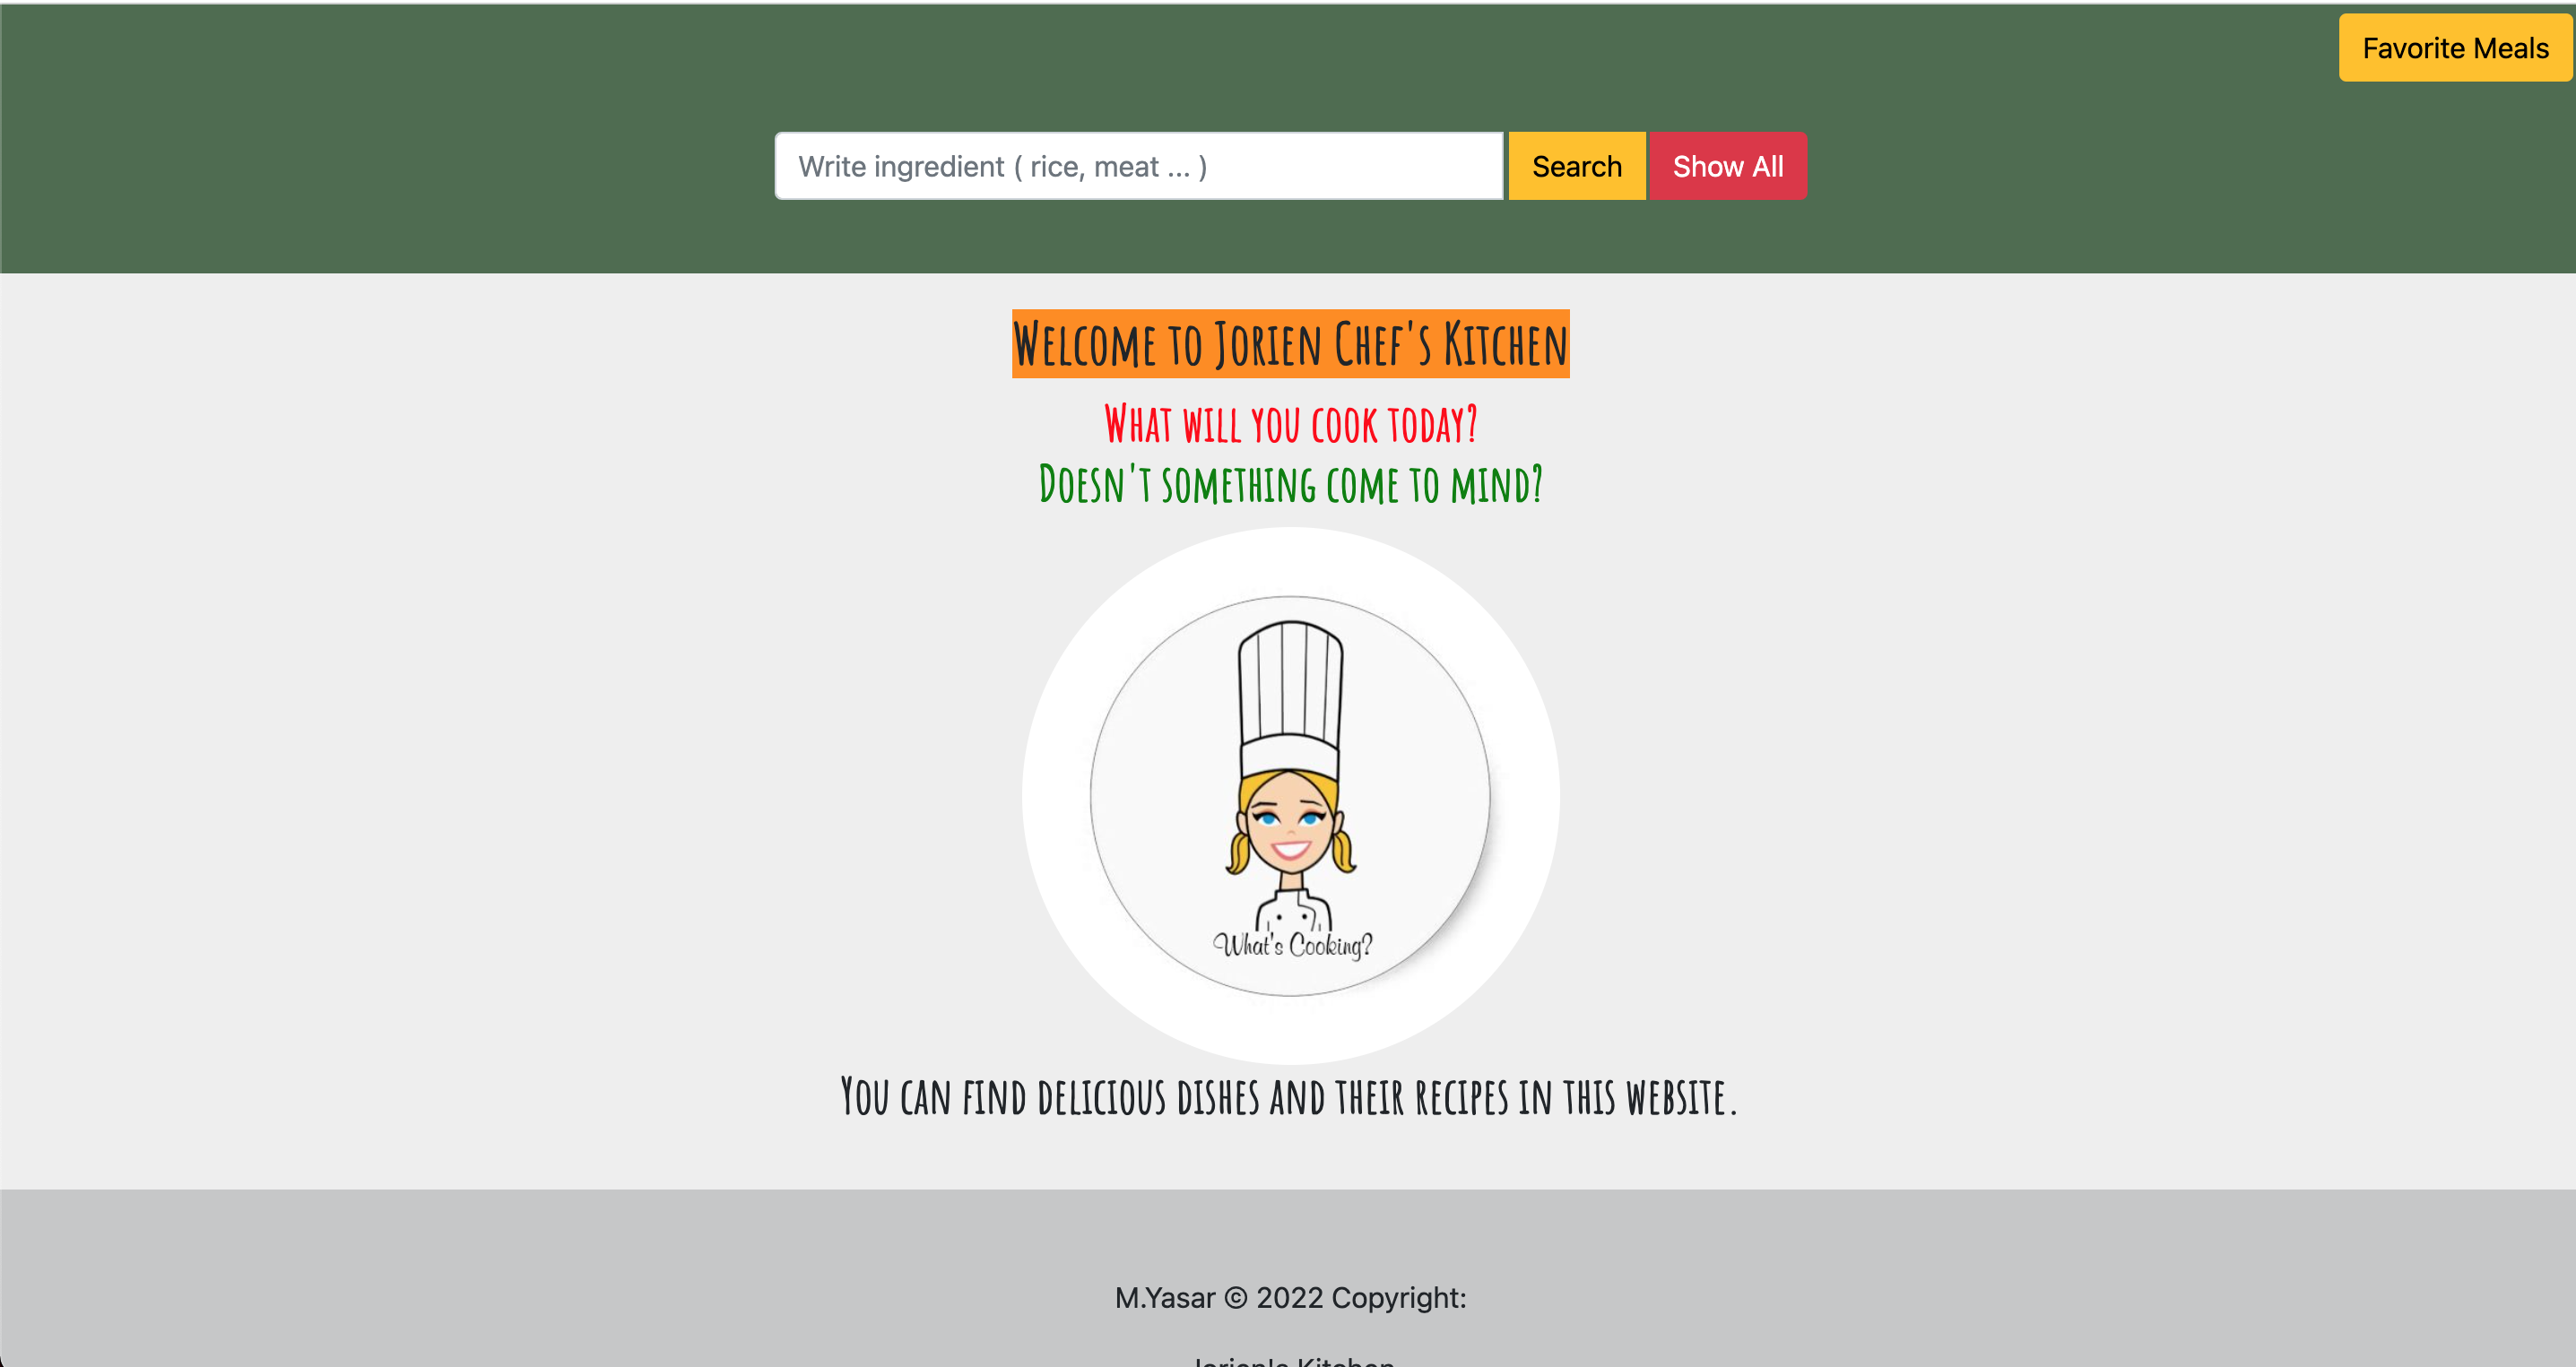 Favorite Meals
Write ingredient ( rice, meat ... ) Search Show All
Welcome to Jorien Chef's Kitchen
What will you cook today?
Doesn't something come to mind?
What's Cooking?
You can find delicious dishes and their recipes in this website.
M.Yasar © 2022 Copyright:
Jorien's Kitchen